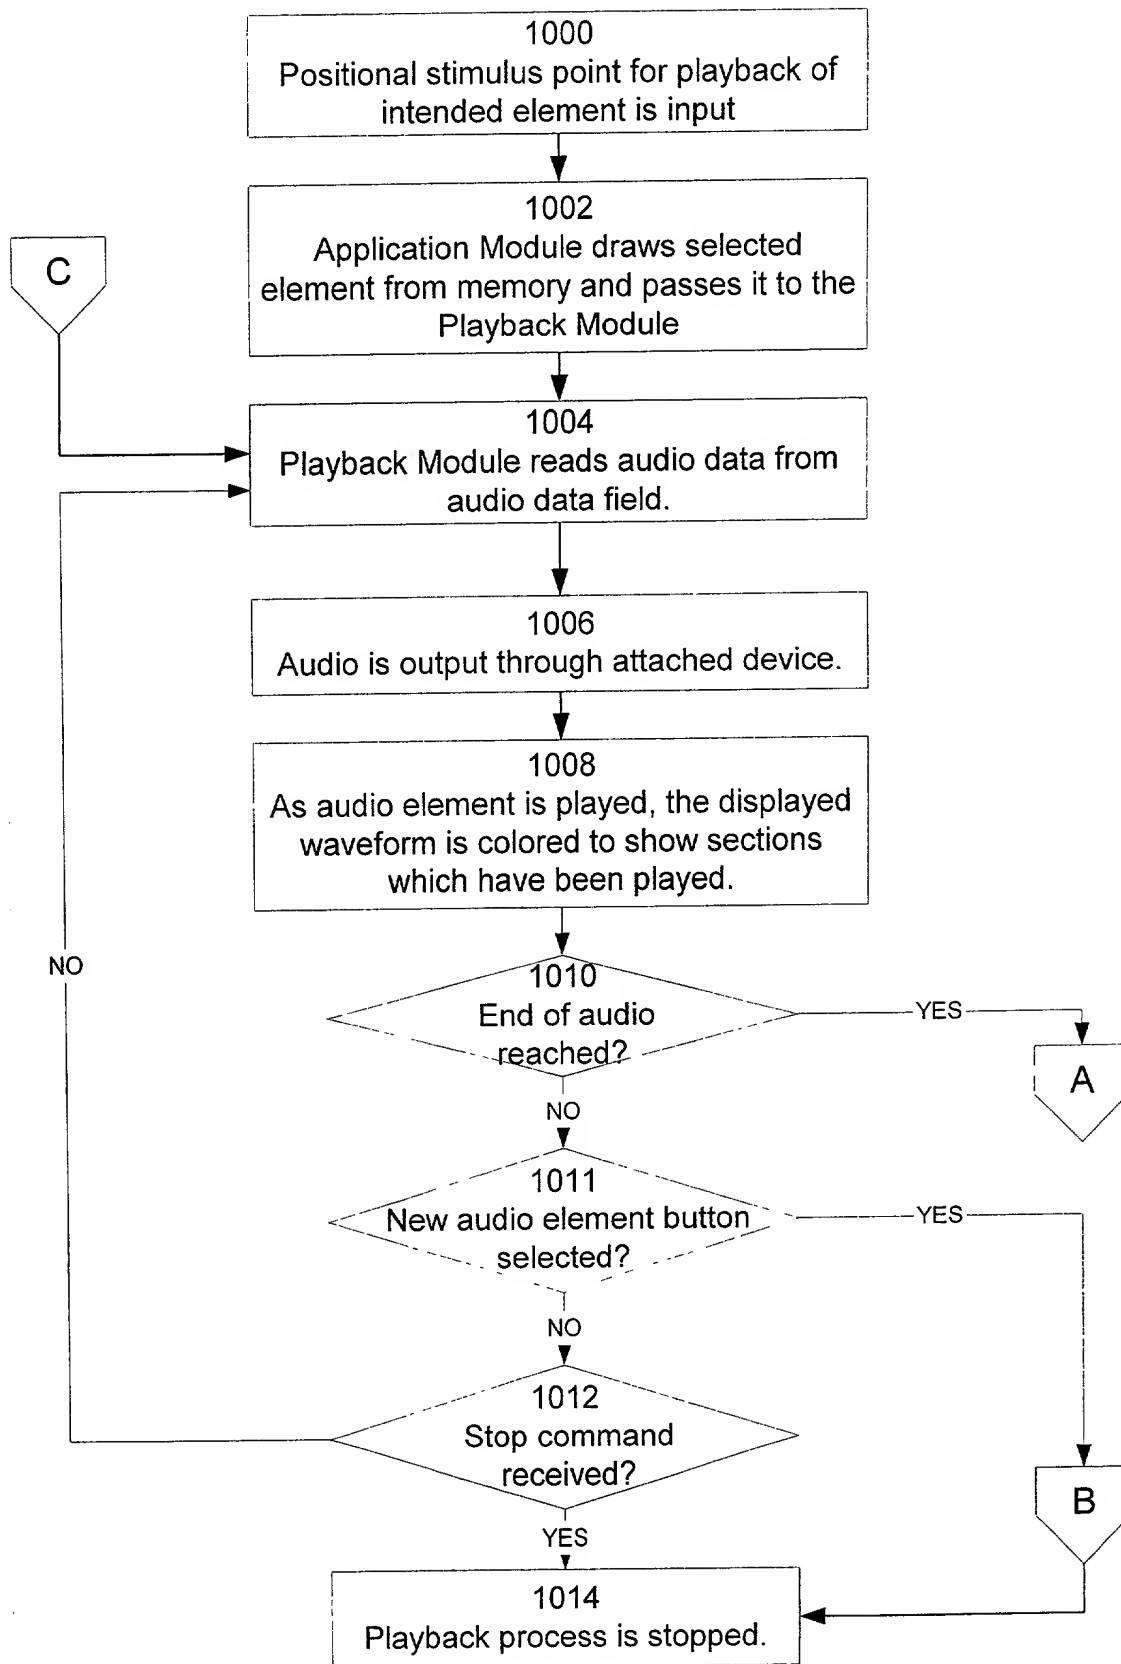 1000
Positional stimulus point for playback of
intended element is input
1002
Application Module draws selected
element from memory and passes it to the
Playback Module
C
1004
Playback Module reads audio data from
audio data field.
1006
Audio is output through attached device.
1008
As audio element is played, the displayed
waveform is colored to show sections
which have been played.
NO
1010
End of audio
reached?
YES
A
NO
1011
New audio element button
selected?
YES
NO
1012
Stop command
received?
B
YES
1014
Playback process is stopped.